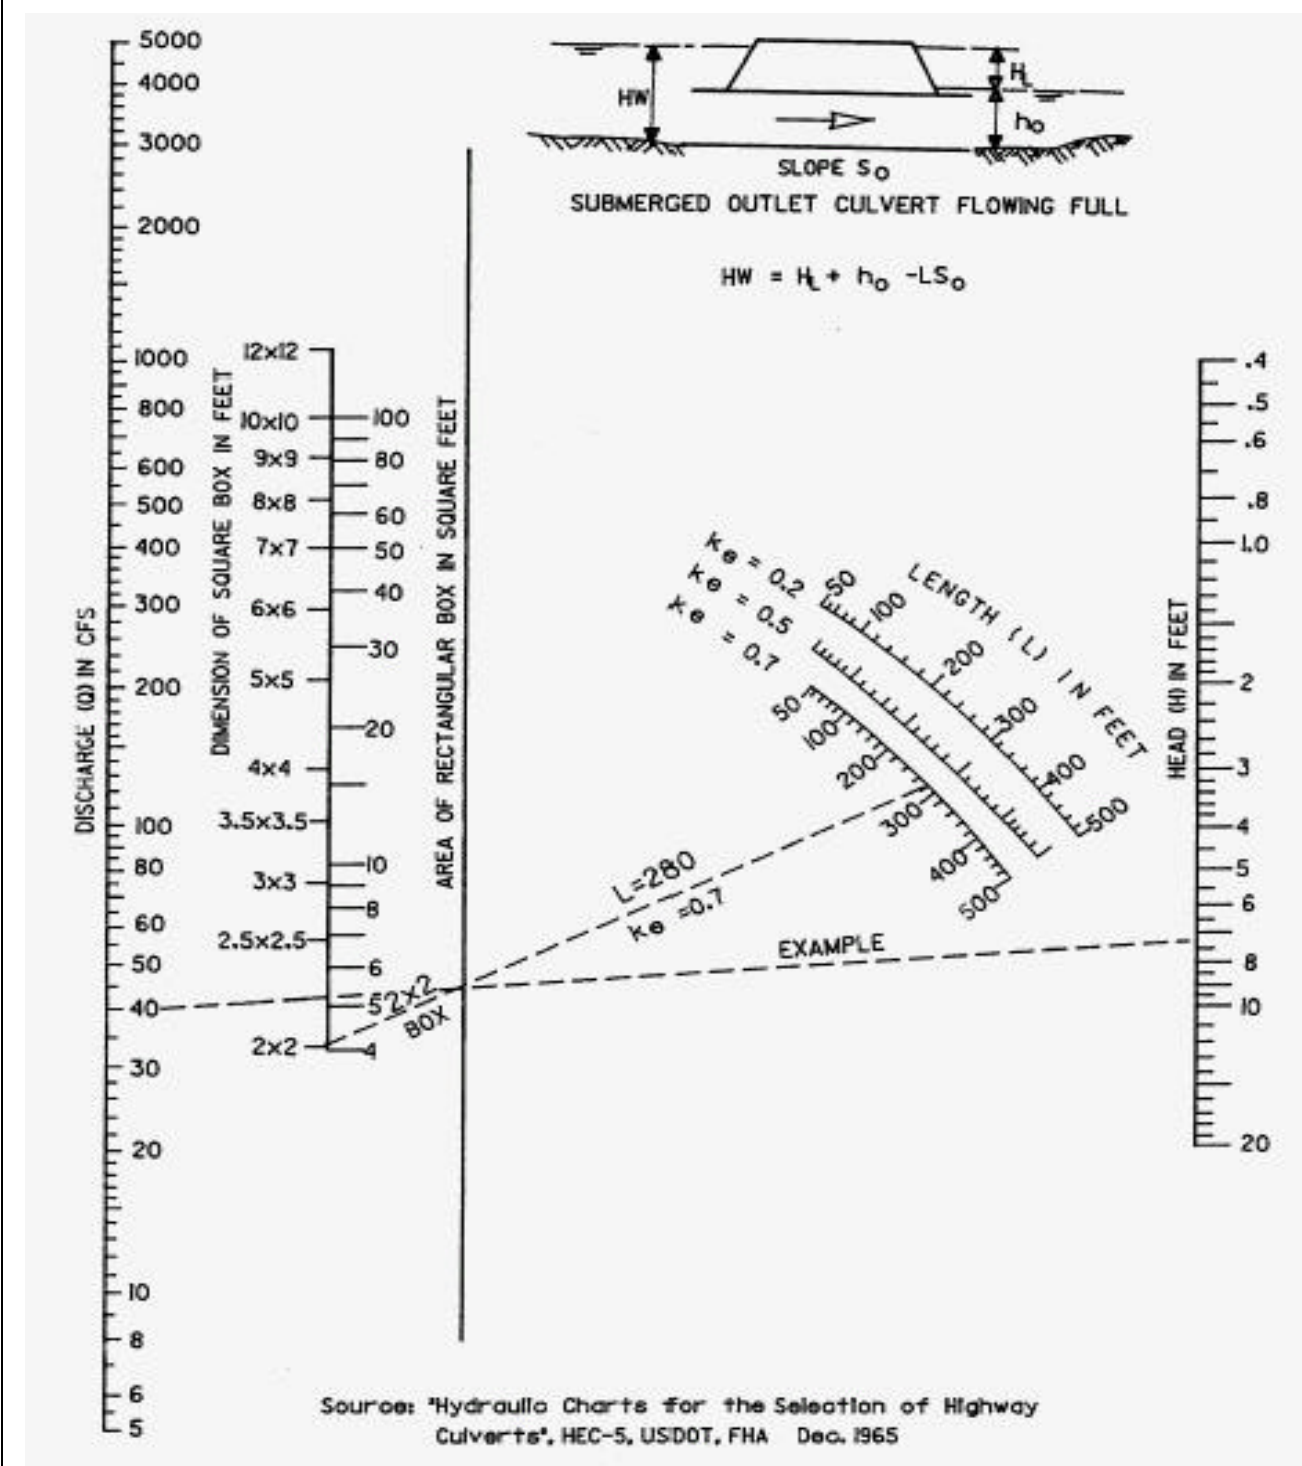 HW
HL
ho
SLOPE So
SUBMERGED OUTLET CULVERT FLOWING FULL
HW = HL + ho -LSo
DISCHARGE (Q) IN CFS
5000
4000
3000
2000
1000
800
600
500
400
300
200
100
80
60
50
40
30
20
10
8
6
5
DIMENSION OF SQUARE BOX IN FEET
12x12
10x10
9x9
8x8
7x7
6x6
5x5
4x4
3.5x3.5
3x3
2.5x2.5
2x2
100
80
60
50
40
30
20
10
8
6
5
4
AREA OF RECTANGULAR BOX IN SQUARE FEET
ke = 0.2
ke = 0.5
ke = 0.7
LENGTH (L) IN FEET
50
100
200
300
400
500
50
100
200
300
400
500
L=280
ke =0.7
2x2
BOX
EXAMPLE
HEAD (H) IN FEET
.4
.5
.6
.8
1.0
2
3
4
5
6
8
10
20
Source: "Hydraulic Charts for the Selection of Highway
Culverts", HEC-5, USDOT, FHA Dec. 1965